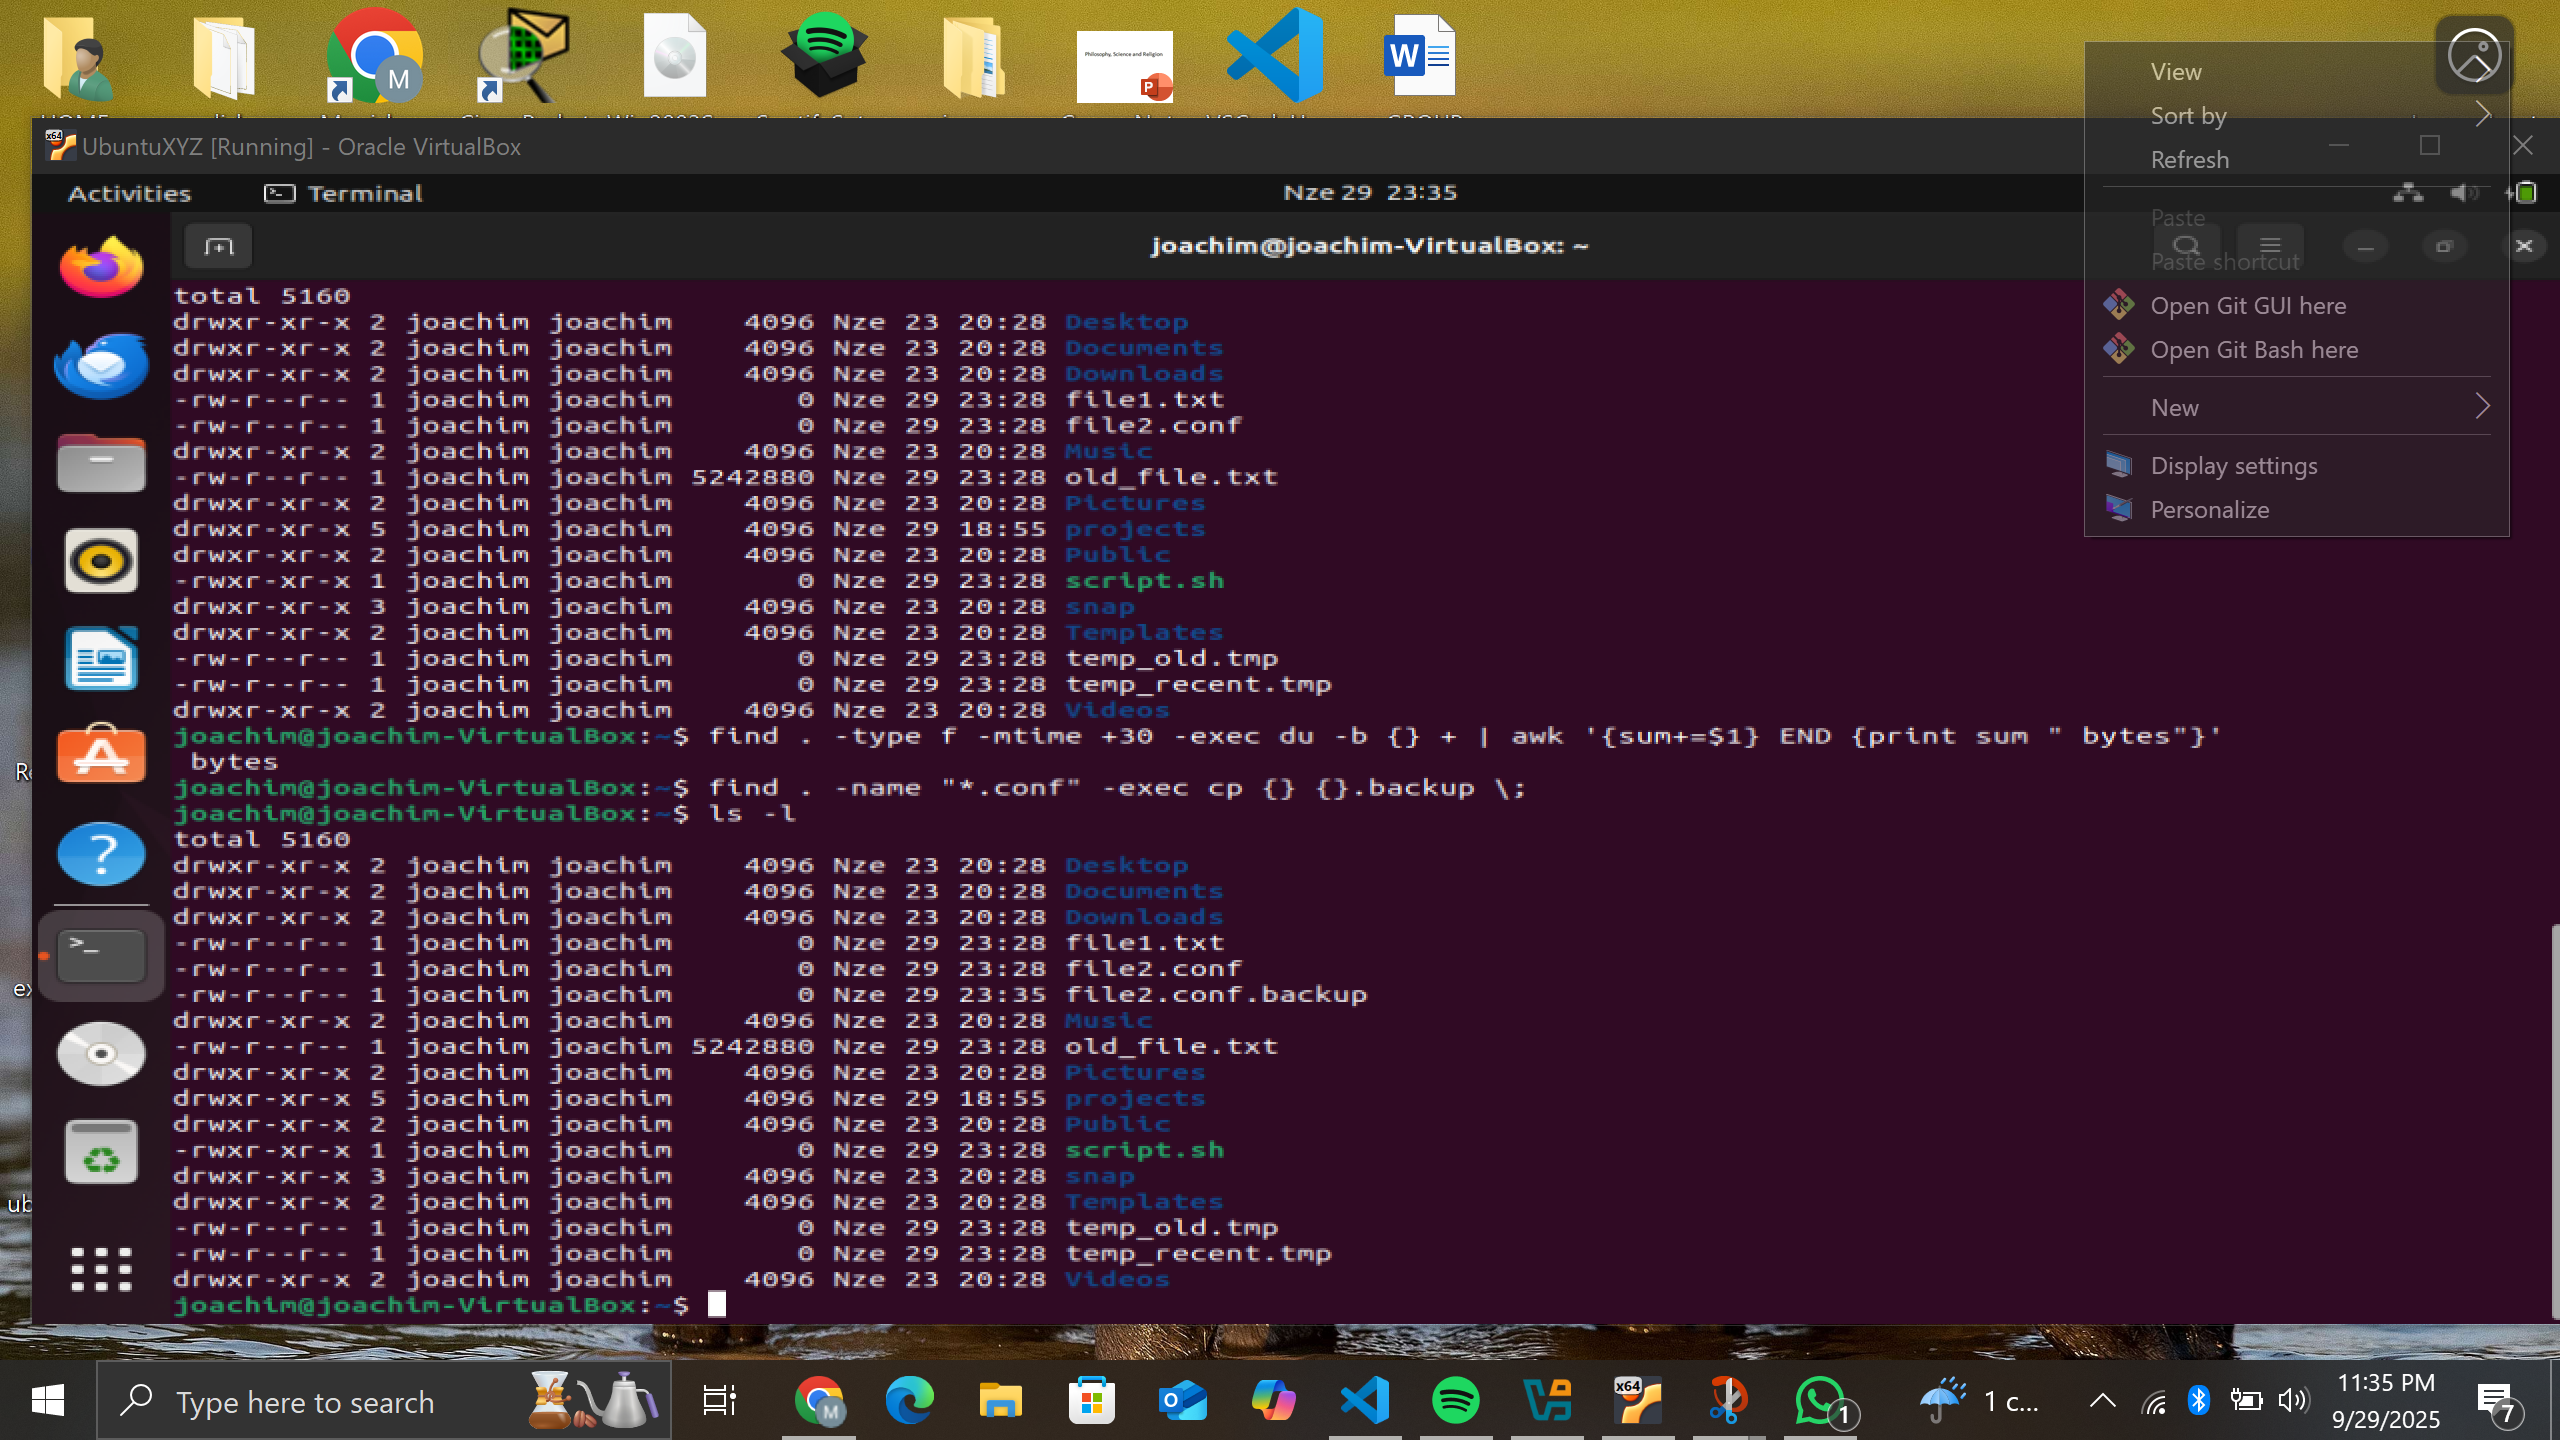 Philosophy, Science and Religion
UbuntuXYZ [Running] - Oracle VirtualBox
Activities
Terminal
Nze 29 23:35
joachim@joachim-VirtualBox: ~
View
Sort by
Refresh
Paste
Paste shortcut
Open Git GUI here
Open Git Bash here
New
Display settings
Personalize
total 5160
drwxr-xr-x 2 joachim joachim    4096 Nze 23 20:28 Desktop
drwxr-xr-x 2 joachim joachim    4096 Nze 23 20:28 Documents
drwxr-xr-x 2 joachim joachim    4096 Nze 23 20:28 Downloads
-rw-r--r-- 1 joachim joachim       0 Nze 29 23:28 file1.txt
-rw-r--r-- 1 joachim joachim       0 Nze 29 23:28 file2.conf
drwxr-xr-x 2 joachim joachim    4096 Nze 23 20:28 Music
-rw-r--r-- 1 joachim joachim 5242880 Nze 29 23:28 old_file.txt
drwxr-xr-x 2 joachim joachim    4096 Nze 23 20:28 Pictures
drwxr-xr-x 5 joachim joachim    4096 Nze 29 18:55 projects
drwxr-xr-x 2 joachim joachim    4096 Nze 23 20:28 Public
-rwxr-xr-x 1 joachim joachim       0 Nze 29 23:28 script.sh
drwxr-xr-x 3 joachim joachim    4096 Nze 23 20:28 snap
drwxr-xr-x 2 joachim joachim    4096 Nze 23 20:28 Templates
-rw-r--r-- 1 joachim joachim       0 Nze 29 23:28 temp_old.tmp
-rw-r--r-- 1 joachim joachim       0 Nze 29 23:28 temp_recent.tmp
drwxr-xr-x 2 joachim joachim    4096 Nze 23 20:28 Videos
joachim@joachim-VirtualBox:~$ find . -type f -mtime +30 -exec du -b {} + | awk '{sum+=$1} END {print sum " bytes"}'
 bytes
joachim@joachim-VirtualBox:~$ find . -name "*.conf" -exec cp {} {}.backup \;
joachim@joachim-VirtualBox:~$ ls -l
total 5160
drwxr-xr-x 2 joachim joachim    4096 Nze 23 20:28 Desktop
drwxr-xr-x 2 joachim joachim    4096 Nze 23 20:28 Documents
drwxr-xr-x 2 joachim joachim    4096 Nze 23 20:28 Downloads
-rw-r--r-- 1 joachim joachim       0 Nze 29 23:28 file1.txt
-rw-r--r-- 1 joachim joachim       0 Nze 29 23:28 file2.conf
-rw-r--r-- 1 joachim joachim       0 Nze 29 23:35 file2.conf.backup
drwxr-xr-x 2 joachim joachim    4096 Nze 23 20:28 Music
-rw-r--r-- 1 joachim joachim 5242880 Nze 29 23:28 old_file.txt
drwxr-xr-x 2 joachim joachim    4096 Nze 23 20:28 Pictures
drwxr-xr-x 5 joachim joachim    4096 Nze 29 18:55 projects
drwxr-xr-x 2 joachim joachim    4096 Nze 23 20:28 Public
-rwxr-xr-x 1 joachim joachim       0 Nze 29 23:28 script.sh
drwxr-xr-x 3 joachim joachim    4096 Nze 23 20:28 snap
drwxr-xr-x 2 joachim joachim    4096 Nze 23 20:28 Templates
-rw-r--r-- 1 joachim joachim       0 Nze 29 23:28 temp_old.tmp
-rw-r--r-- 1 joachim joachim       0 Nze 29 23:28 temp_recent.tmp
drwxr-xr-x 2 joachim joachim    4096 Nze 23 20:28 Videos
joachim@joachim-VirtualBox:~$
Type here to search
1 c...
11:35 PM
9/29/2025
7